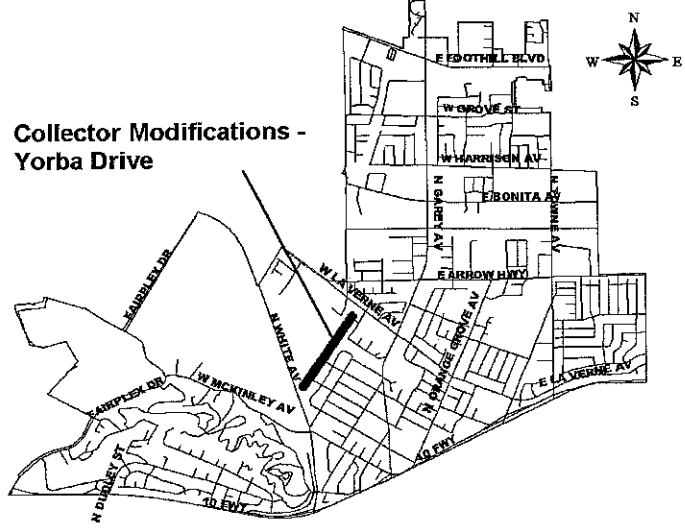 N
W E
S
E FOOTHILL BLVD
W GROVE ST
Collector Modifications -
Yorba Drive
W HARRISON AV
N GAREY AV
E BONITA AV
N TOWNE AV
FAIRPLEX DR
E ARROW HWY
W LA VERNE AV
N WHITE AV
N ORANGE GROVE AV
W MCKINLEY AV
E LA VERNE AV
FAIRPLEX DR
N DUDLEY ST
10 FWY
10 FWY